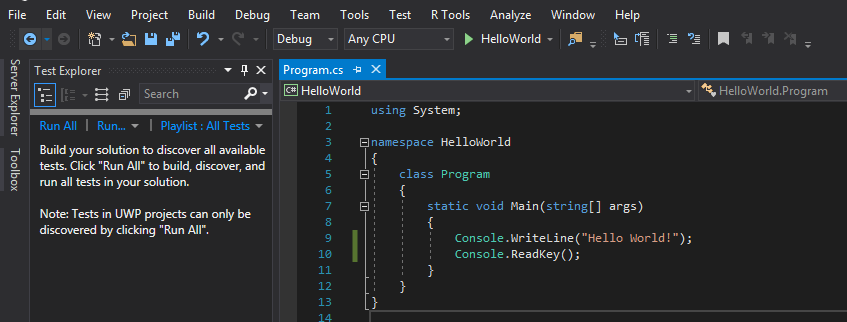 File Edit View Project Build Debug Team Tools Test R Tools Analyze Window Help
Debug Any CPU HelloWorld
Server Explorer
Toolbox
Test Explorer
Search
Run All | Run... | Playlist : All Tests
Build your solution to discover all available
tests. Click "Run All" to build, discover, and
run all tests in your solution.
Note: Tests in UWP projects can only be
discovered by clicking "Run All".
Program.cs
C# HelloWorld HelloWorld.Program
1 using System;
2
3 namespace HelloWorld
4 {
5 class Program
6 {
7 static void Main(string[] args)
8 {
9 Console.WriteLine("Hello World!");
10 Console.ReadKey();
11 }
12 }
13 }
14